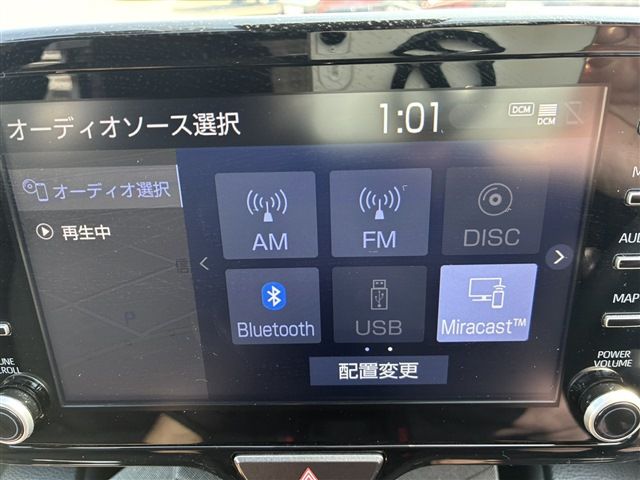 オーディオソース選択
1:01
DCM
DCM
オーディオ選択
再生中
AM
FM
DISC
Bluetooth
USB
Miracast™
配置変更
P
AU
MAP
POWER
VOLUME